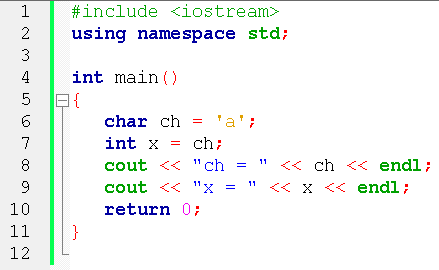 1 #include <iostream>
2 using namespace std;
3
4 int main()
5 {
6 char ch = 'a';
7 int x = ch;
8 cout << "ch = " << ch << endl;
9 cout << "x = " << x << endl;
10 return 0;
11 }
12